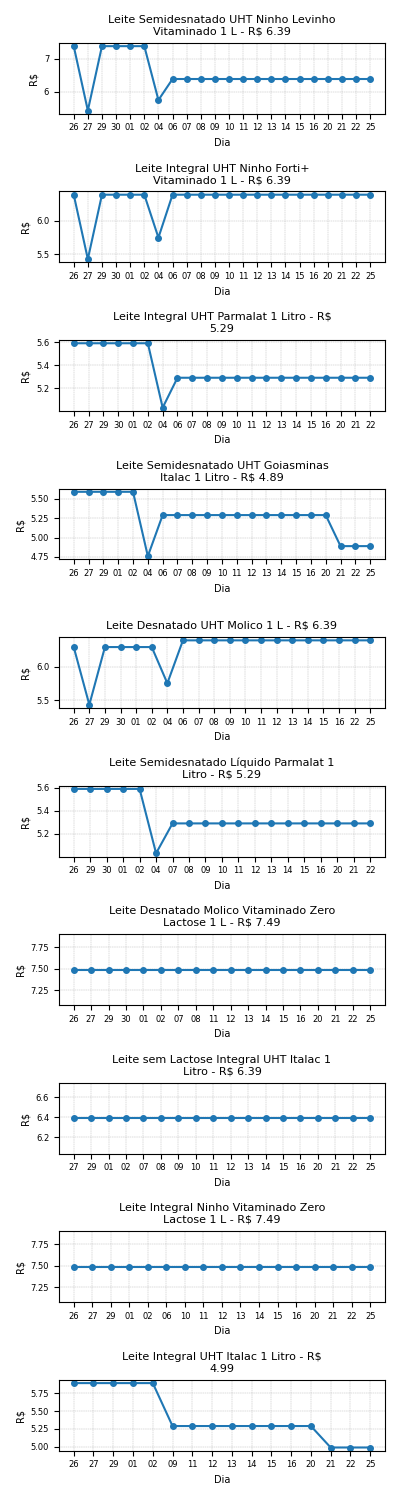 Leite Semidesnatado UHT Ninho Levinho
Vitaminado 1 L - R$ 6.39
7
6
R$
26 27 29 30 01 02 04 06 07 08 09 10 11 12 13 14 15 16 20 21 22 25
Dia
Leite Integral UHT Ninho Forti+
Vitaminado 1 L - R$ 6.39
6.0
5.5
R$
26 27 29 30 01 02 04 06 07 08 09 10 11 12 13 14 15 16 20 21 22 25
Dia
Leite Integral UHT Parmalat 1 Litro - R$
5.29
5.6
5.4
5.2
R$
26 27 29 30 01 02 04 06 07 08 09 10 11 12 13 14 15 16 20 21 22
Dia
Leite Semidesnatado UHT Goiasminas
Italac 1 Litro - R$ 4.89
5.50
5.25
5.00
4.75
R$
26 27 29 01 02 04 06 07 08 09 10 11 12 13 14 15 16 20 21 22 25
Dia
Leite Desnatado UHT Molico 1 L - R$ 6.39
6.0
5.5
R$
26 27 29 30 01 02 04 06 07 08 09 10 11 12 13 14 15 16 22 25
Dia
Leite Semidesnatado Líquido Parmalat 1
Litro - R$ 5.29
5.6
5.4
5.2
R$
26 29 30 01 02 04 07 08 09 10 11 12 13 14 15 16 20 21 22
Dia
Leite Desnatado Molico Vitaminado Zero
Lactose 1 L - R$ 7.49
7.75
7.50
7.25
R$
26 27 29 30 01 02 07 08 11 12 13 14 15 16 20 21 22 25
Dia
Leite sem Lactose Integral UHT Italac 1
Litro - R$ 6.39
6.6
6.4
6.2
R$
27 29 01 02 07 08 09 10 11 12 13 14 15 16 20 21 22 25
Dia
Leite Integral Ninho Vitaminado Zero
Lactose 1 L - R$ 7.49
7.75
7.50
7.25
R$
26 27 29 01 02 06 10 11 12 13 14 15 16 20 21 22 25
Dia
Leite Integral UHT Italac 1 Litro - R$
4.99
5.75
5.50
5.25
5.00
R$
26 27 29 01 02 09 11 12 13 14 15 16 20 21 22 25
Dia